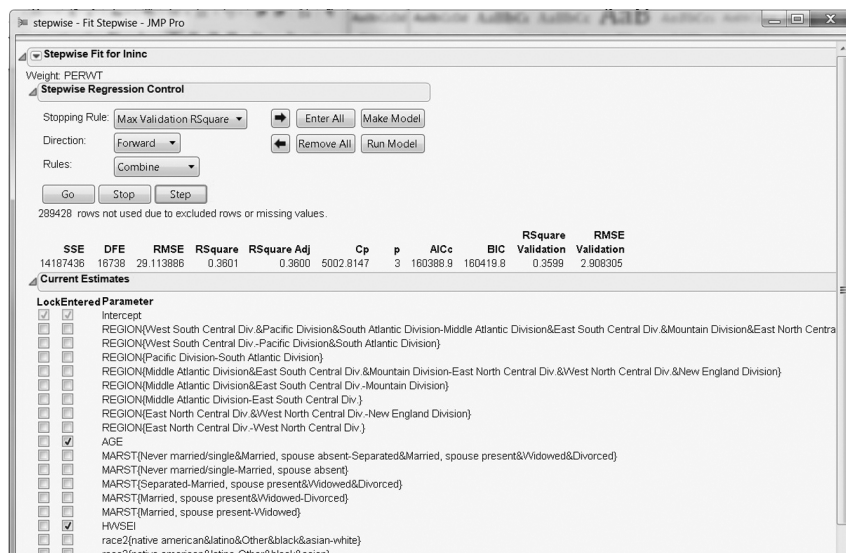 stepwise - Fit Stepwise - JMP Pro
Stepwise Fit for lninc
Weight: PERWT
Stepwise Regression Control
Stopping Rule: Max Validation RSquare Enter All Make Model
Direction: Forward Remove All Run Model
Rules: Combine
Go Stop Step
289428 rows not used due to excluded rows or missing values.
SSE DFE RMSE RSquare RSquare Adj Cp p AICc BIC RSquare Validation RMSE Validation
14187436 16738 29.113886 0.3601 0.3600 5002.8147 3 160388.9 160419.8 0.3599 2.908305
Current Estimates
Lock Entered Parameter
Intercept
REGION{West South Central Div.&Pacific Division&South Atlantic Division-Middle Atlantic Division&East South Central Div.&Mountain Division&East North Centra
REGION{West South Central Div.-Pacific Division&South Atlantic Division}
REGION{Pacific Division-South Atlantic Division}
REGION{Middle Atlantic Division&East South Central Div.&Mountain Division-East North Central Div.&West North Central Div.&New England Division}
REGION{Middle Atlantic Division&East South Central Div.-Mountain Division}
REGION{Middle Atlantic Division-East South Central Div.}
REGION{East North Central Div.&West North Central Div.-New England Division}
REGION{East North Central Div.-West North Central Div.}
AGE
MARST{Never married/single&Married, spouse absent-Separated&Married, spouse present&Widowed&Divorced}
MARST{Never married/single-Married, spouse absent}
MARST{Separated-Married, spouse present&Widowed&Divorced}
MARST{Married, spouse present&Widowed-Divorced}
MARST{Married, spouse present-Widowed}
HWSEI
race2{native american&latino&Other&black&asian-white}